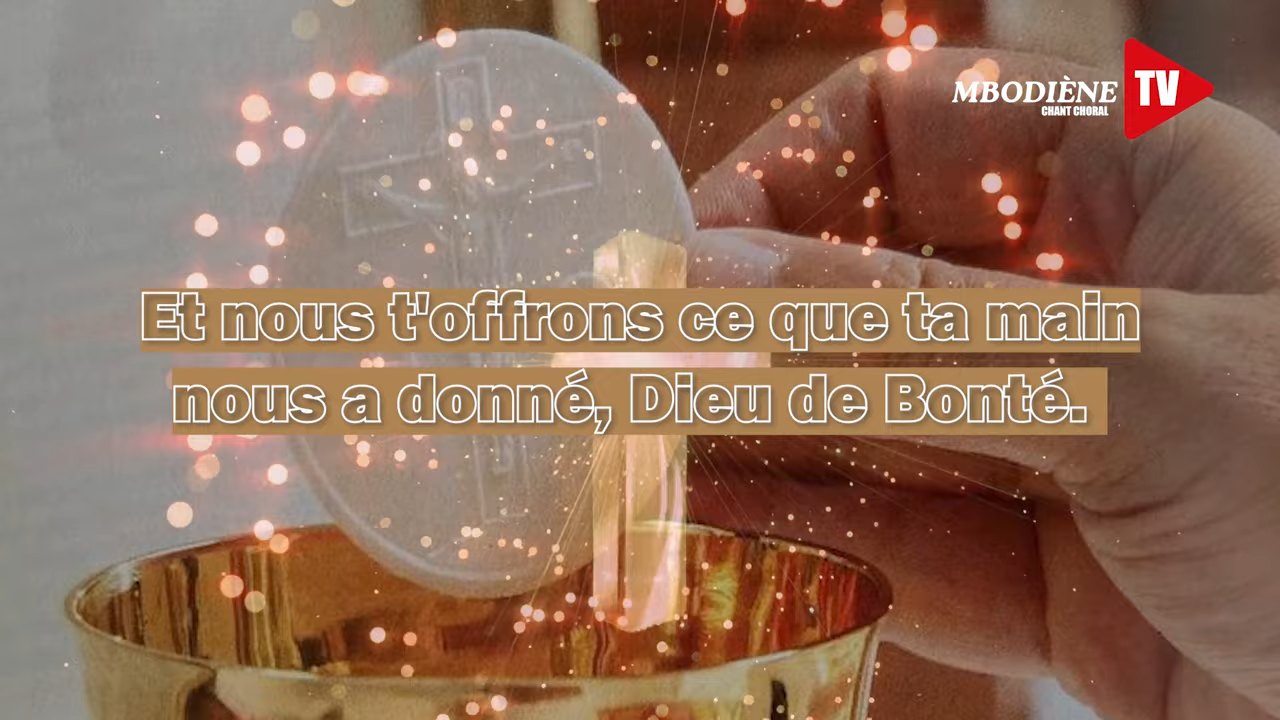 MBODIÈNE TV
CHANT CHORAL
Et nous t'offrons ce que ta main
nous a donné, Dieu de Bonté.